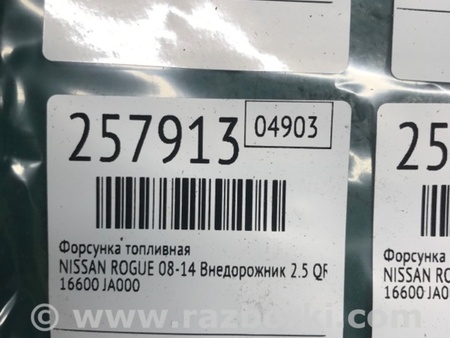 257913
04903
Форсунка топливная
NISSAN ROGUE 08-14 Внедорожник 2.5 QR
16600 JA000
25
Форсунка
NISSAN RO
16600 JA0
© www.razborki.com